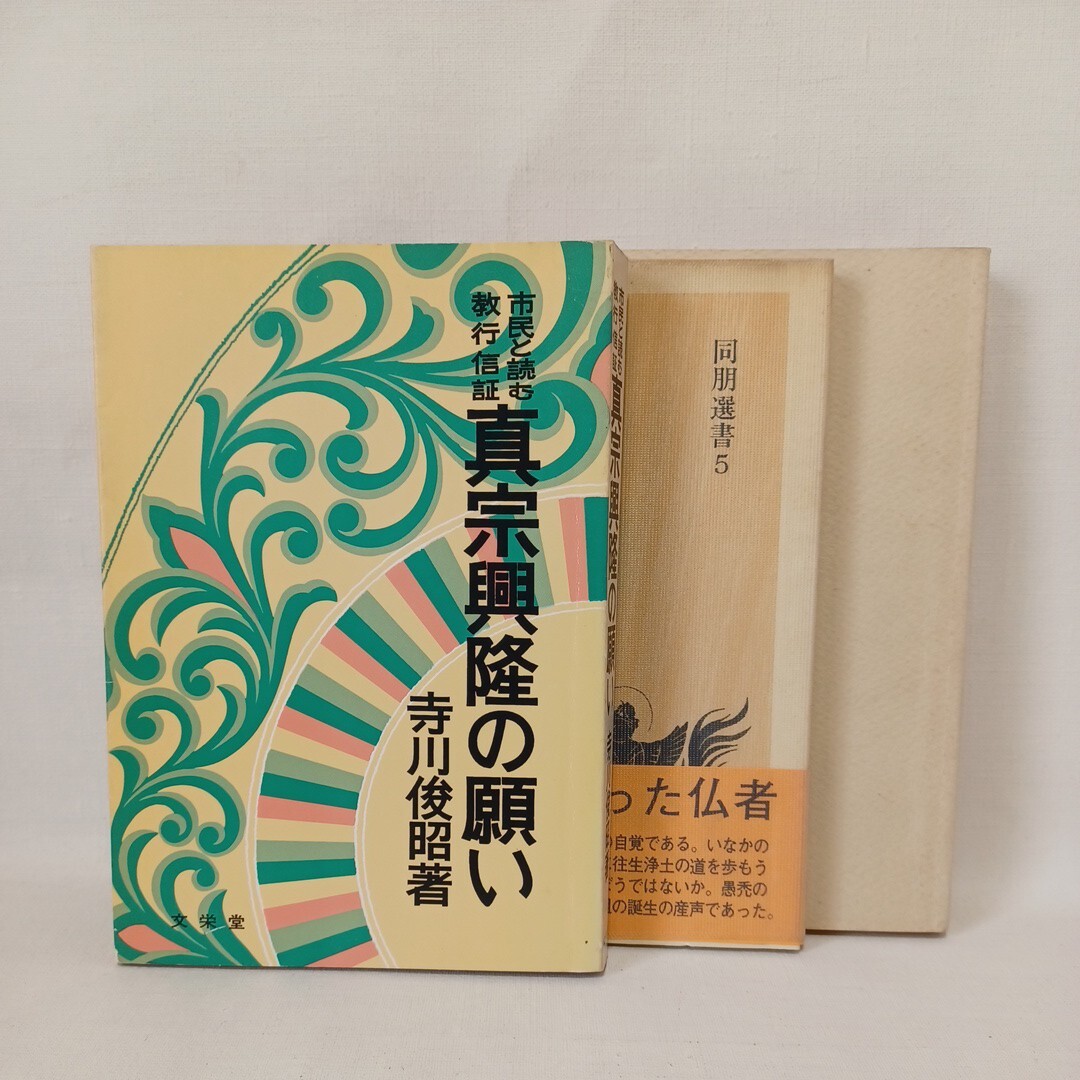 市民と読む
教行信証
真宗興隆の願い
寺川俊昭著
文栄堂
同朋選書5
った仏者
自覚である。いなかの
往生浄土の道を歩もう
どうではないか。愚禿の
の誕生の産声であった。